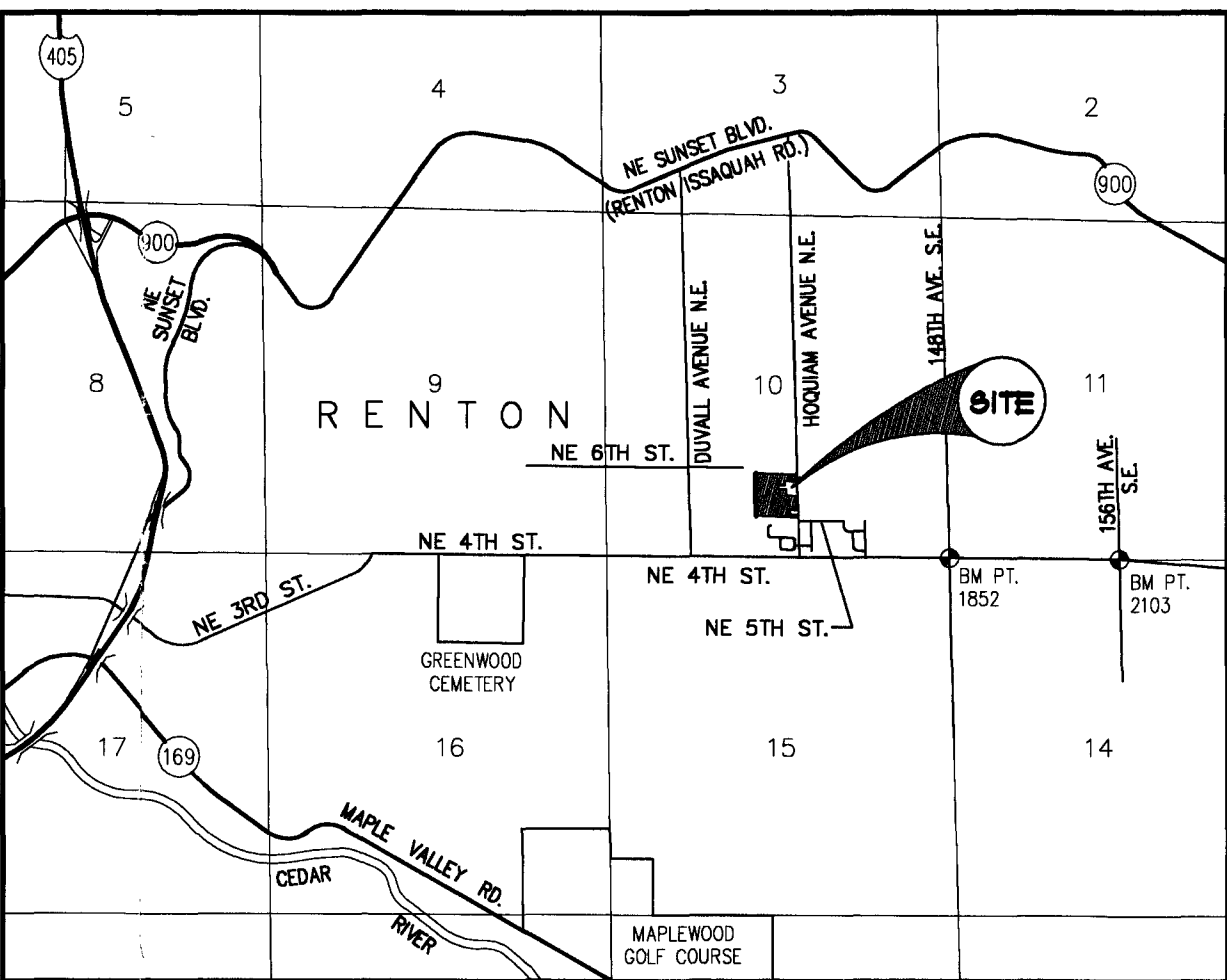 405
5
4
3
2
NE SUNSET BLVD.
(RENTON ISSAQUAH RD.)
900
900
NE
SUNSET
BLVD.
DUVALL AVENUE N.E.
HOQUIAM AVENUE N.E.
148TH AVE. S.E.
8
9
10
11
RENTON
SITE
NE 6TH ST.
156TH AVE.
S.E.
NE 4TH ST.
NE 4TH ST.
BM PT.
1852
BM PT.
2103
NE 3RD ST.
NE 5TH ST.
GREENWOOD
CEMETERY
17
16
15
14
169
MAPLE VALLEY RD.
CEDAR
RIVER
MAPLEWOOD
GOLF COURSE